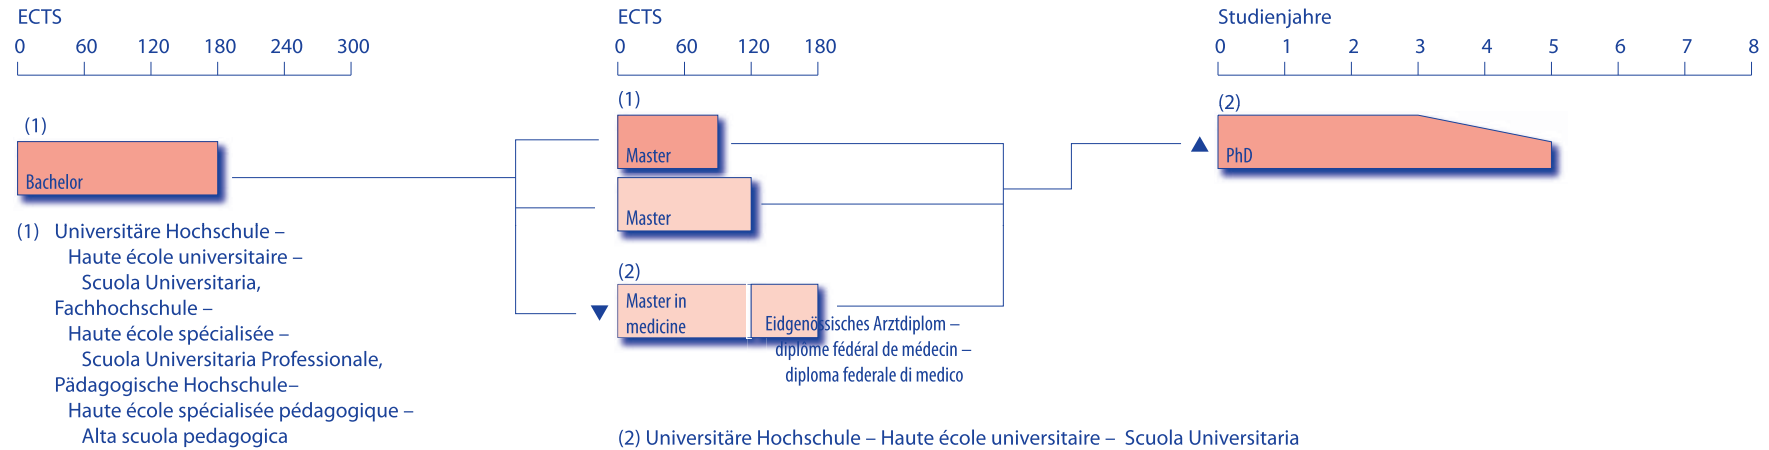 ECTS
0 60 120 180 240 300
(1)
Bachelor
(1) Universitäre Hochschule –
Haute école universitaire –
Scuola Universitaria,
Fachhochschule –
Haute école spécialisée –
Scuola Universitaria Professionale,
Pädagogische Hochschule–
Haute école spécialisée pédagogique –
Alta scuola pedagogica
ECTS
0 60 120 180
(1)
Master
Master
(2)
Master in
medicine
Eidgenössisches Arztdiplom –
diplôme fédéral de médecin –
diploma federale di medico
(2) Universitäre Hochschule – Haute école universitaire – Scuola Universitaria
Studienjahre
0 1 2 3 4 5 6 7 8
(2)
PhD